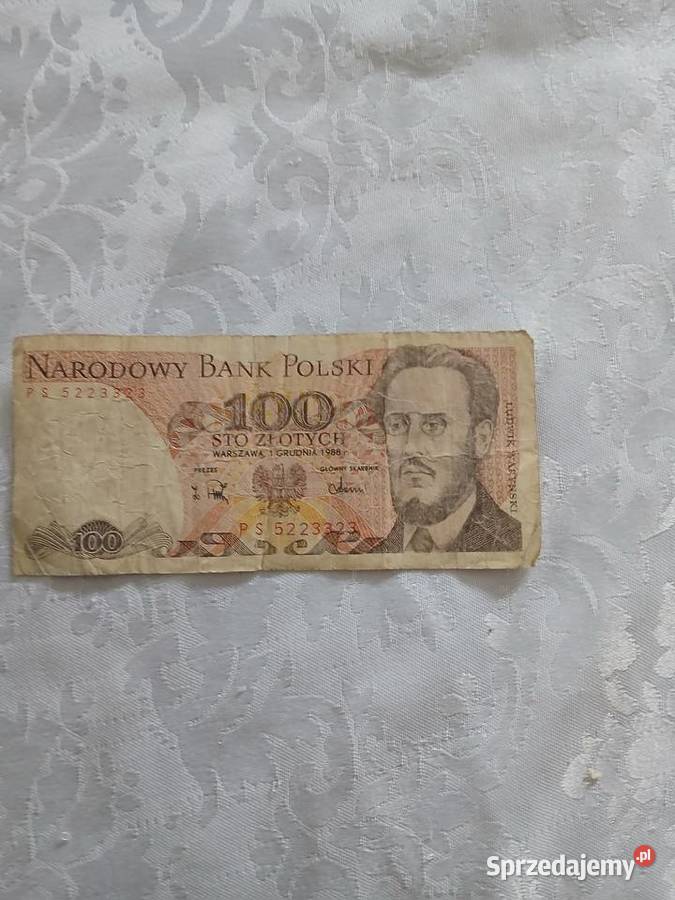 NARODOWY BANK POLSKI
PS 5223323
100
STO ZŁOTYCH
WARSZAWA, 1 GRUDNIA 1988 r.
PREZES
GŁÓWNY SKARBNIK
PS 5223323
100
LUDWIK WARYŃSKI
Sprzedajemy.pl